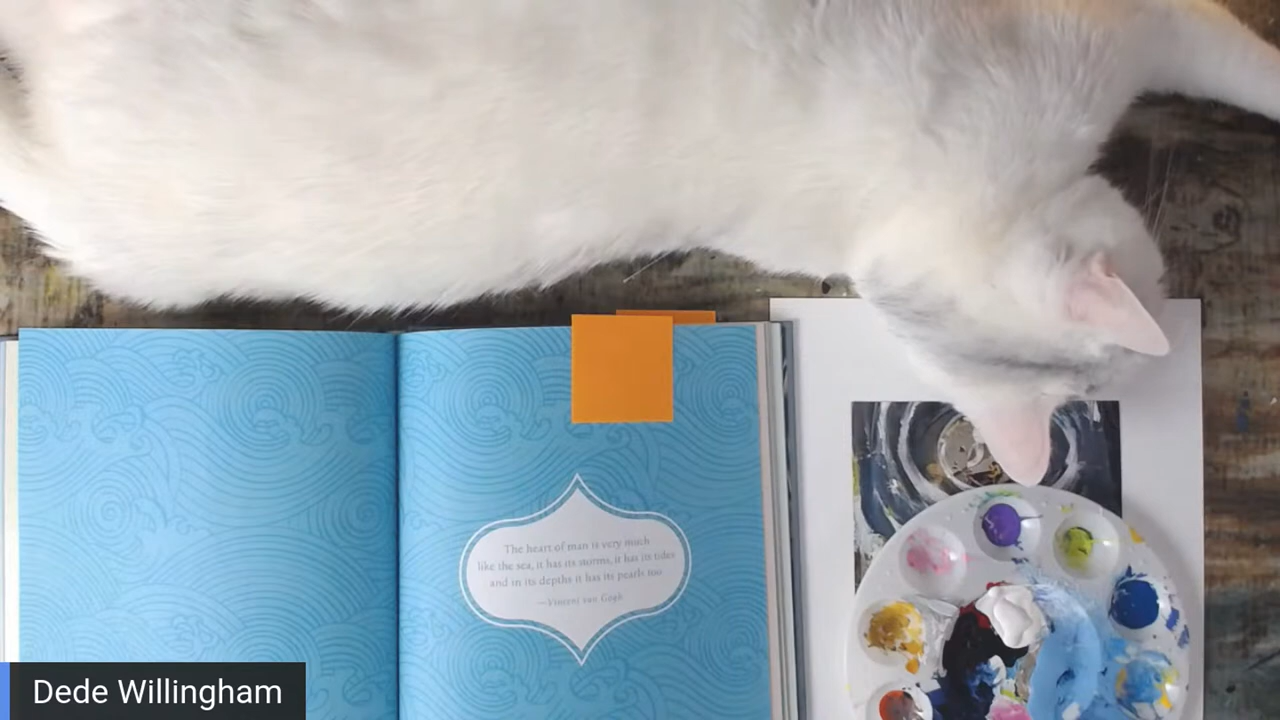 The heart of man is very much
like the sea, it has its storms, it has its tides
and in its depths it has its pearls too
—Vincent van Gogh
Dede Willingham